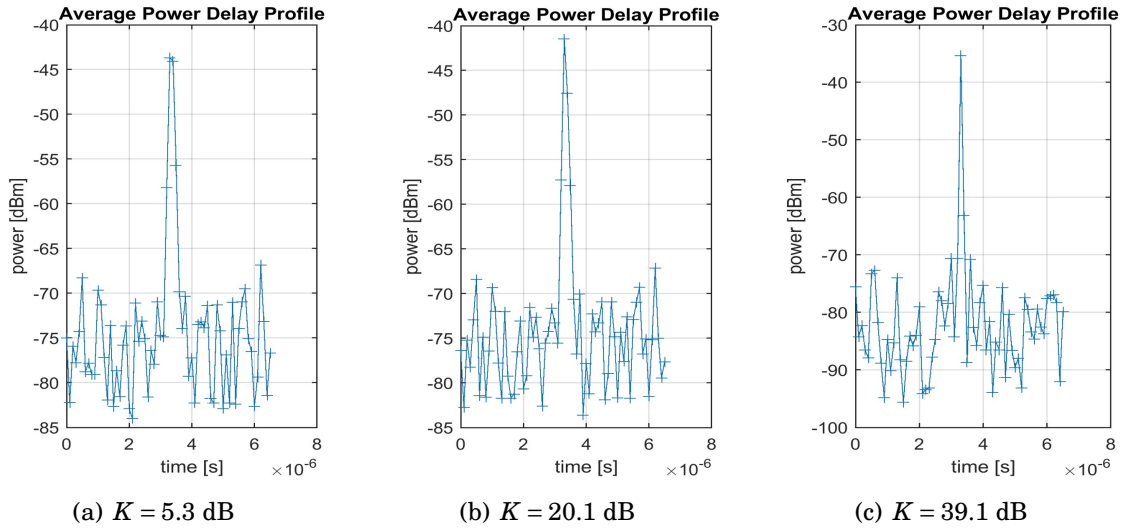 Average Power Delay Profile
-40
-45
-50
-55
-60
-65
-70
-75
-80
-85
power [dBm]
0 2 4 6 8
time [s] ×10⁻⁶
(a) K = 5.3 dB
Average Power Delay Profile
-40
-45
-50
-55
-60
-65
-70
-75
-80
-85
power [dBm]
0 2 4 6 8
time [s] ×10⁻⁶
(b) K = 20.1 dB
Average Power Delay Profile
-30
-40
-50
-60
-70
-80
-90
-100
power [dBm]
0 2 4 6 8
time [s] ×10⁻⁶
(c) K = 39.1 dB